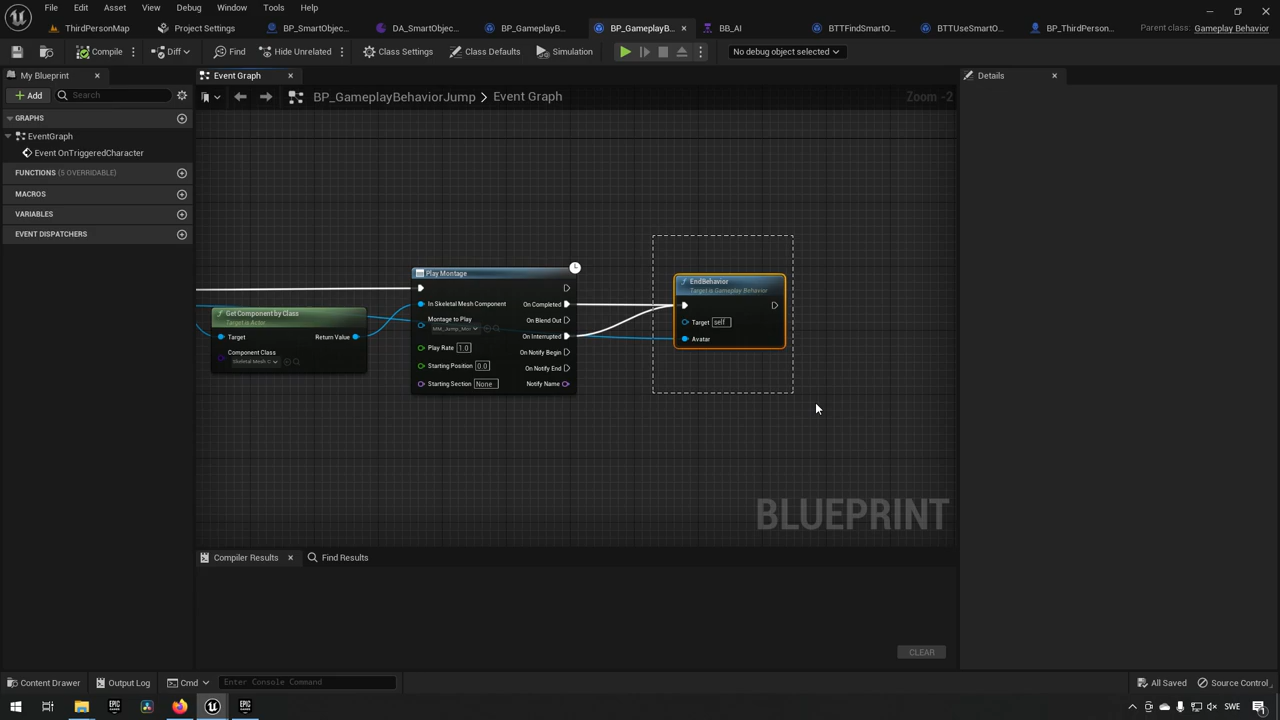 File Edit Asset View Debug Window Tools Help
ThirdPersonMap Project Settings BP_SmartObjec... DA_SmartObjec... BP_GameplayB... BP_GameplayB... BB_AI BTTFindSmartO... BTTUseSmartO... BP_ThirdPerson... Parent class: Gameplay Behavior
Compile Diff Find Hide Unrelated Class Settings Class Defaults Simulation No debug object selected
My Blueprint Event Graph Details
Add Search BP_GameplayBehaviorJump > Event Graph Zoom -2
GRAPHS
EventGraph
Event OnTriggeredCharacter
FUNCTIONS (5 OVERRIDABLE)
MACROS
VARIABLES
EVENT DISPATCHERS
Get Component by Class
Target is Actor
Target Return Value
Component Class
Skeletal Mesh C
Play Montage
In Skeletal Mesh Component On Completed
Montage to Play On Blend Out
MM_Jump_Mo
On Interrupted
Play Rate 1.0 On Notify Begin
Starting Position 0.0 On Notify End
Starting Section None Notify Name
EndBehavior
Target is Gameplay Behavior
Target self
Avatar
BLUEPRINT
Compiler Results Find Results
CLEAR
Content Drawer Output Log Cmd Enter Console Command All Saved Source Control
EPIC GAMES EPIC GAMES SWE